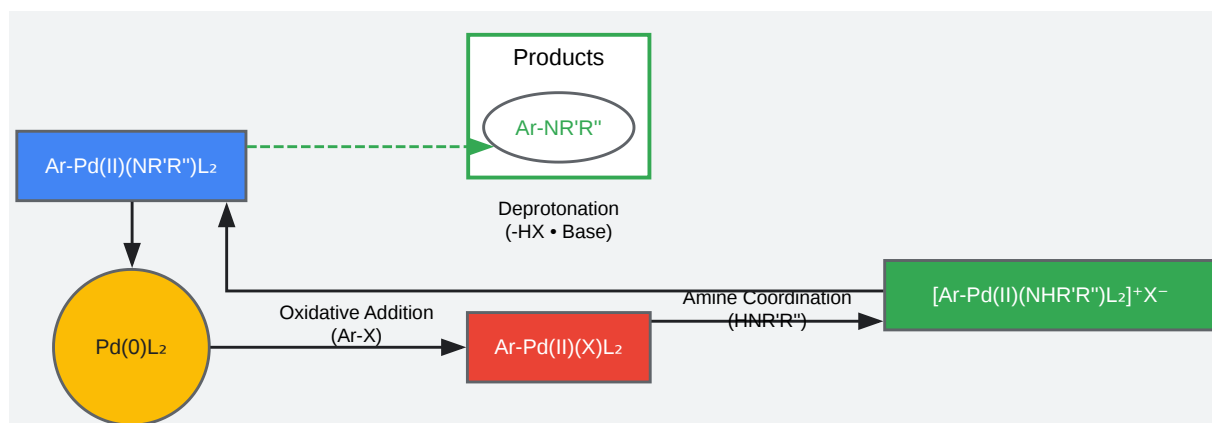 Products
Ar-NR'R"
Ar-Pd(II)(NR'R")L₂
Deprotonation
(-HX • Base)
[Ar-Pd(II)(NHR'R")L₂]⁺X⁻
Amine Coordination
(HNR'R")
Oxidative Addition
(Ar-X)
Pd(0)L₂
Ar-Pd(II)(X)L₂